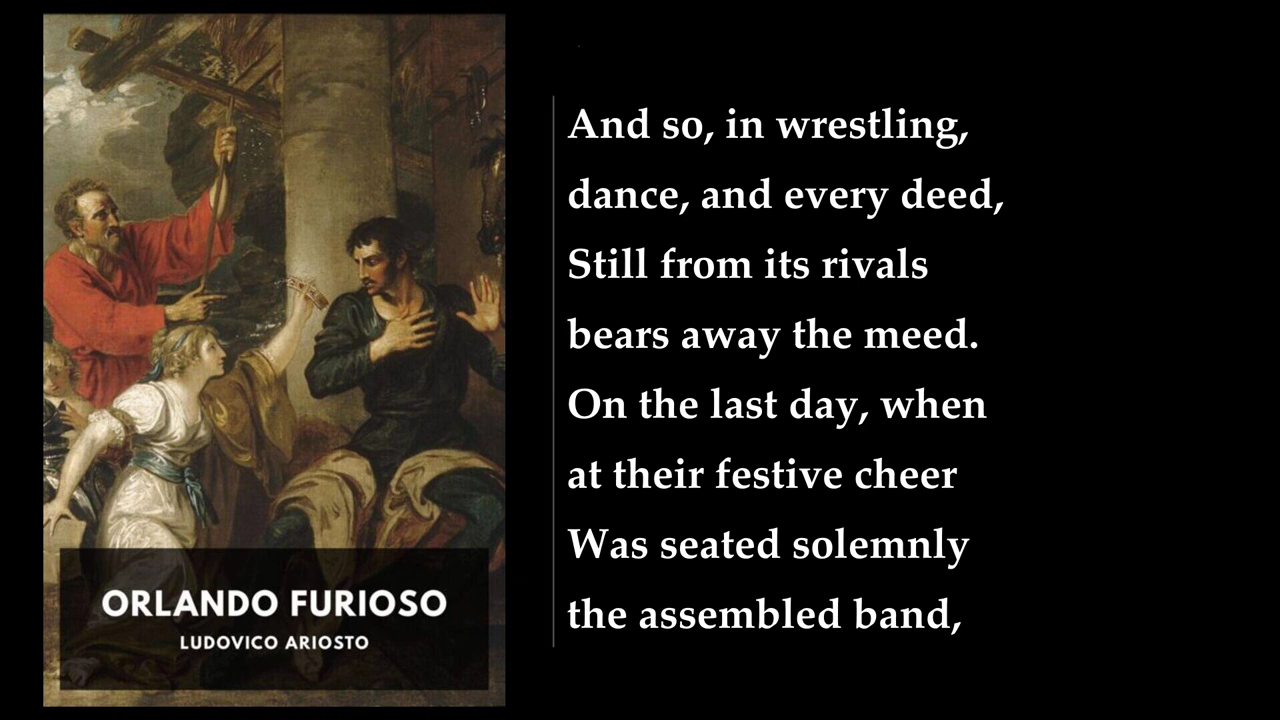 ORLANDO FURIOSO
LUDOVICO ARIOSTO
And so, in wrestling,
dance, and every deed,
Still from its rivals
bears away the meed.
On the last day, when
at their festive cheer
Was seated solemnly
the assembled band,